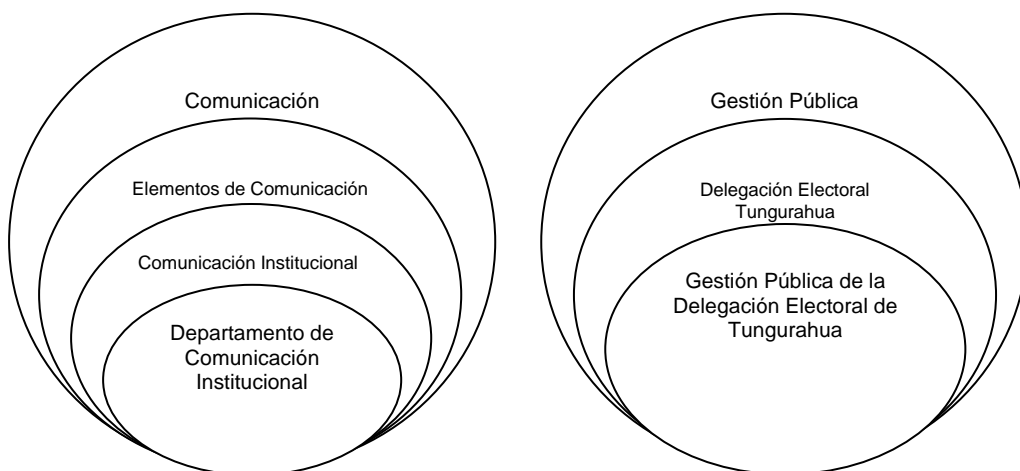 Comunicación
Elementos de Comunicación
Comunicación Institucional
Departamento de
Comunicación
Institucional
Gestión Pública
Delegación Electoral
Tungurahua
Gestión Pública de la
Delegación Electoral de
Tungurahua